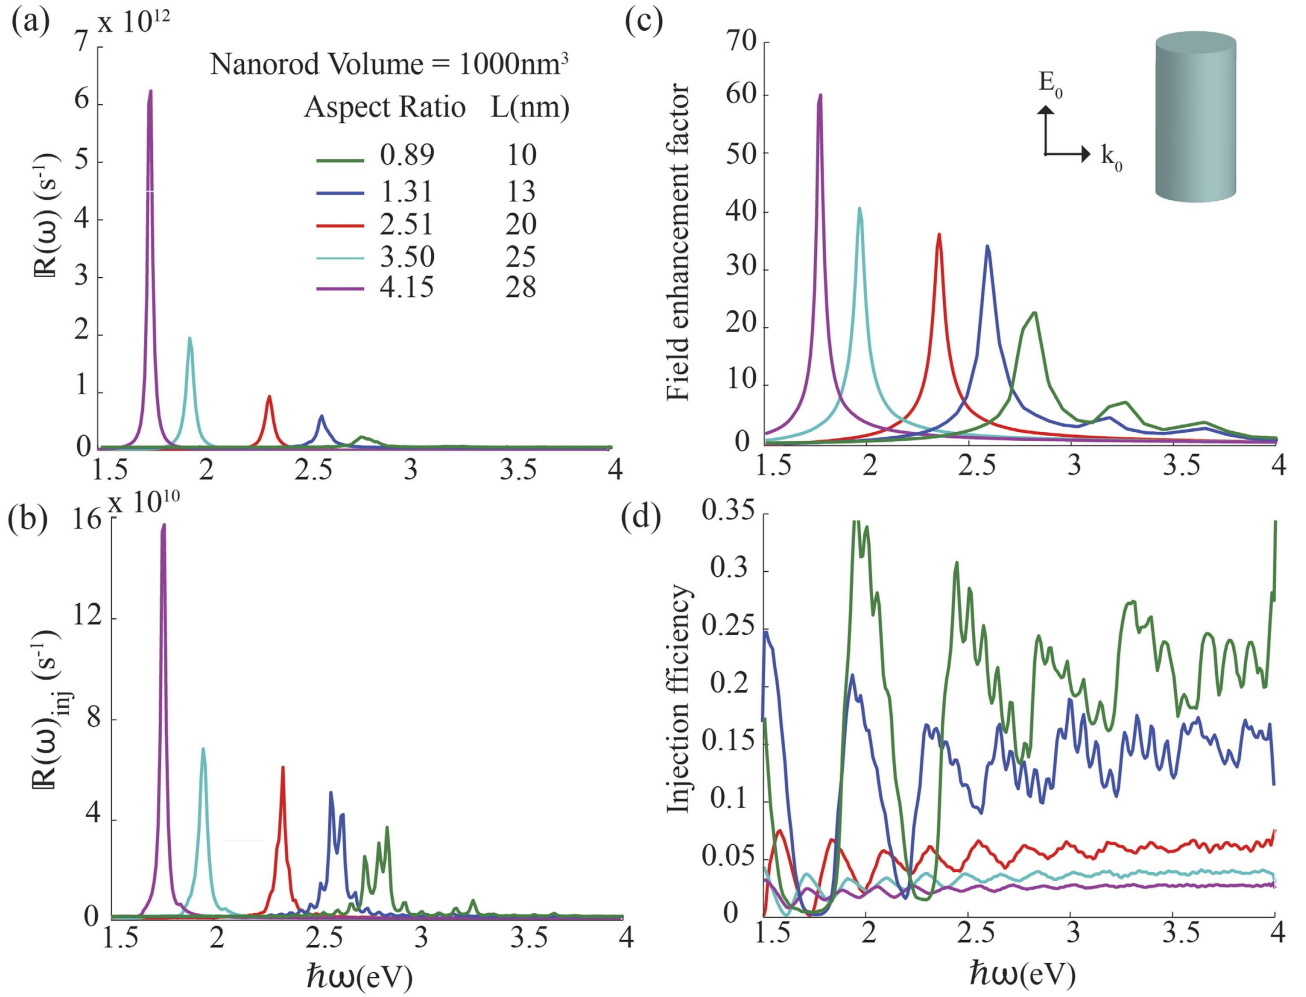 (a)
x 10¹²
7
6
5
4
3
2
1
0
ℝ(ω) (s⁻¹)
Nanorod Volume = 1000nm³
Aspect Ratio L(nm)
0.89 10
1.31 13
2.51 20
3.50 25
4.15 28
1.5 2 2.5 3 3.5 4
(c)
70
60
50
40
30
20
10
0
Field enhancement factor
E₀
k₀
1.5 2 2.5 3 3.5 4
(b)
x 10¹⁰
16
12
8
4
0
ℝ(ω)inj (s⁻¹)
1.5 2 2.5 3 3.5 4
ħω(eV)
(d)
0.35
0.3
0.25
0.2
0.15
0.1
0.05
0
Injection fficiency
1.5 2 2.5 3 3.5 4
ħω(eV)